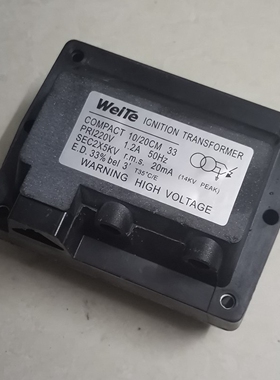 WeiTe IGNITION TRANSFORMER
COMPACT 10/20CM 33
PRI220V 1.2A 50Hz
SEC2X5KV r.m.s. 20mA (14KV PEAK)
E.D. 33% bei 3' T35°C/E
WARNING HIGH VOLTAGE